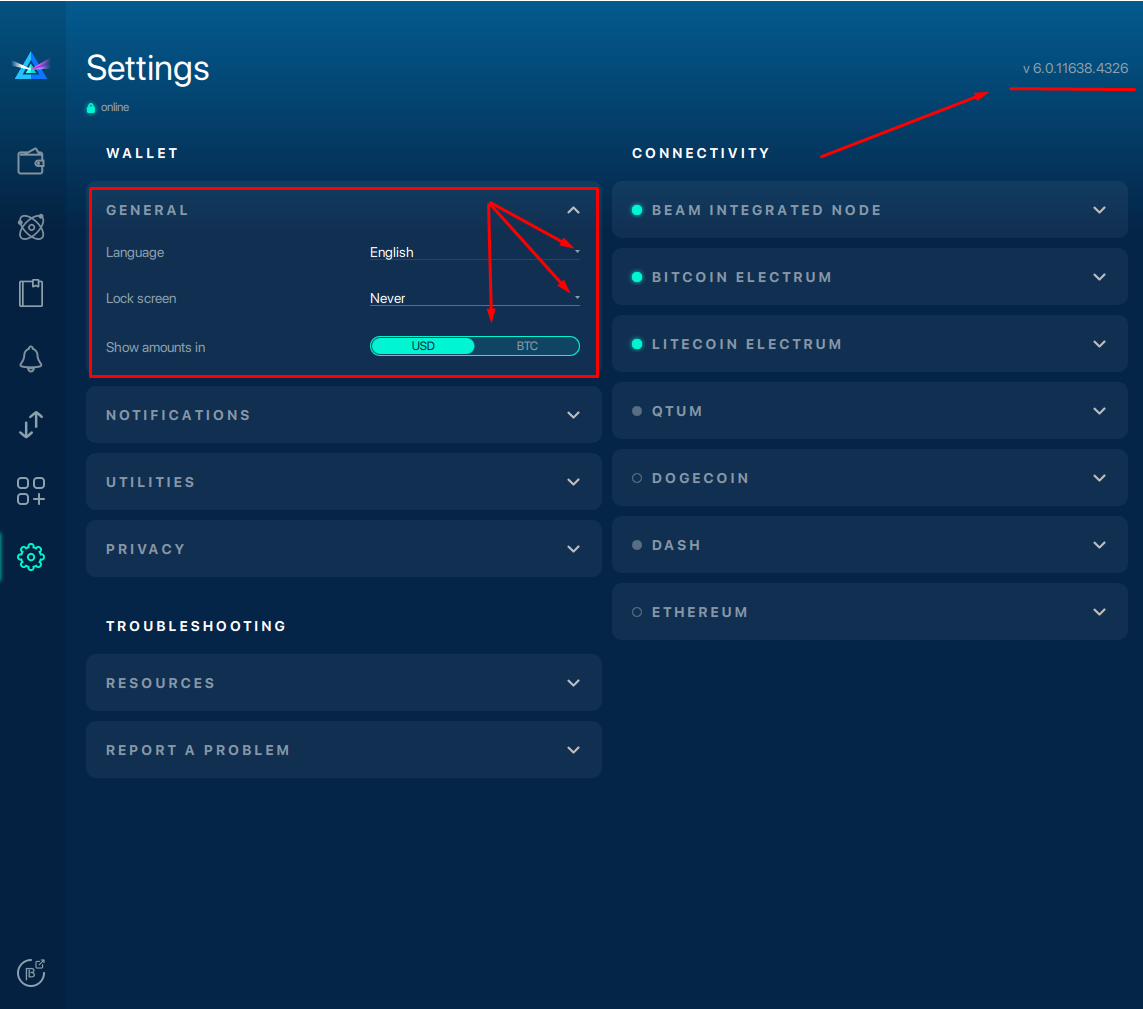 Settings
v 6.0.11638.4326
online
WALLET
GENERAL
Language English
Lock screen Never
Show amounts in USD BTC
NOTIFICATIONS
UTILITIES
PRIVACY
TROUBLESHOOTING
RESOURCES
REPORT A PROBLEM
CONNECTIVITY
BEAM INTEGRATED NODE
BITCOIN ELECTRUM
LITECOIN ELECTRUM
QTUM
DOGECOIN
DASH
ETHEREUM